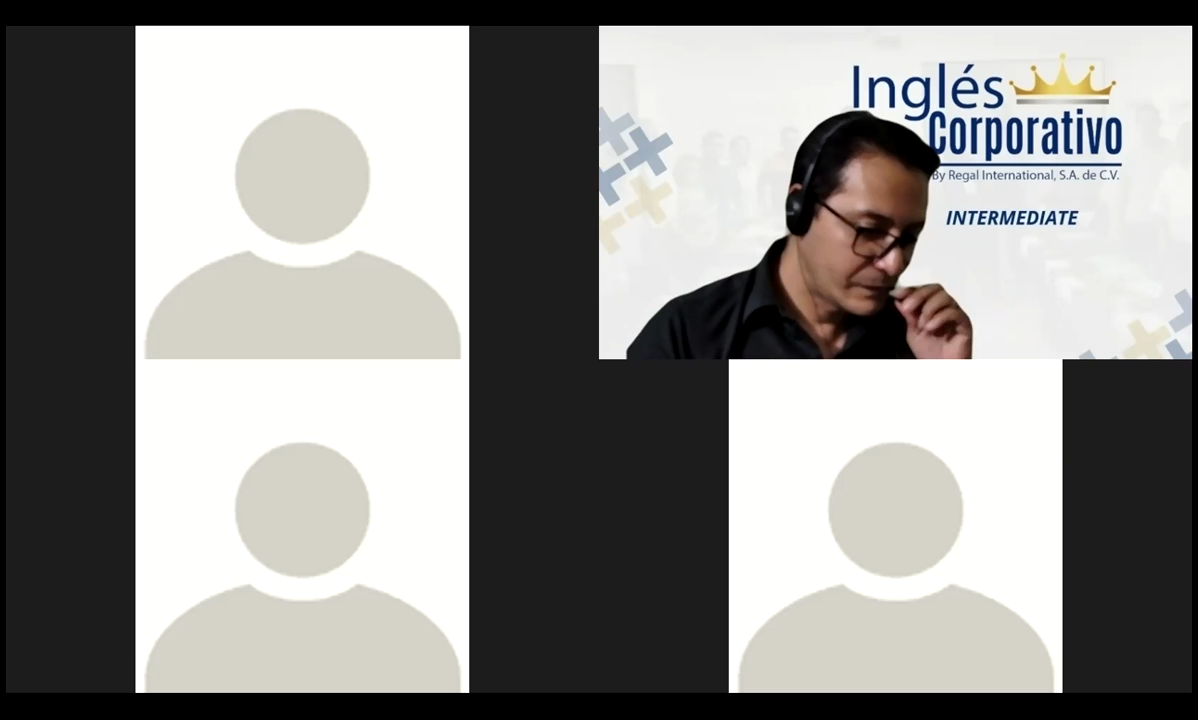 Inglés
Corporativo
By Regal International, S.A. de C.V.
INTERMEDIATE